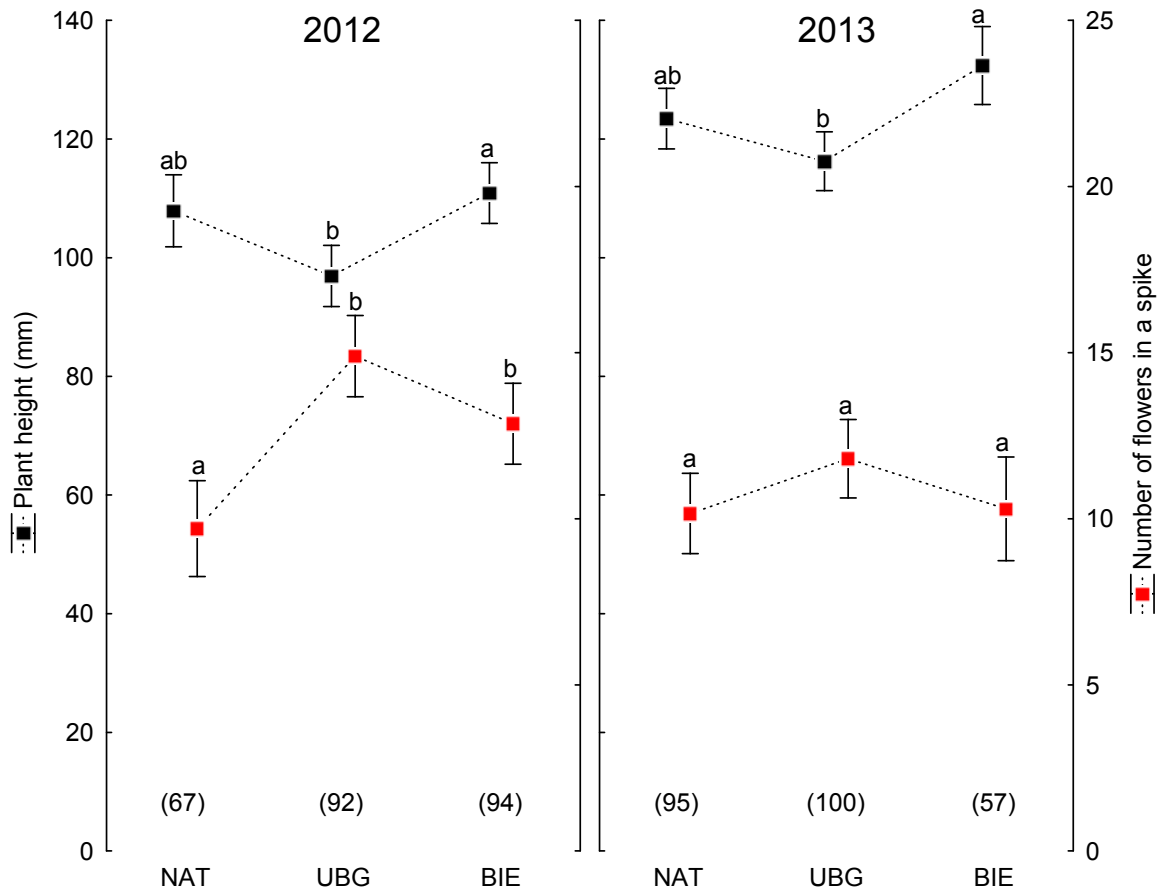 2012
2013
140
120
100
80
60
40
20
0
25
20
15
10
5
0
Plant height (mm)
Number of flowers in a spike
ab
b
a
a
b
b
ab
b
a
a
a
a
(67) (92) (94) (95) (100) (57)
NAT UBG BIE NAT UBG BIE